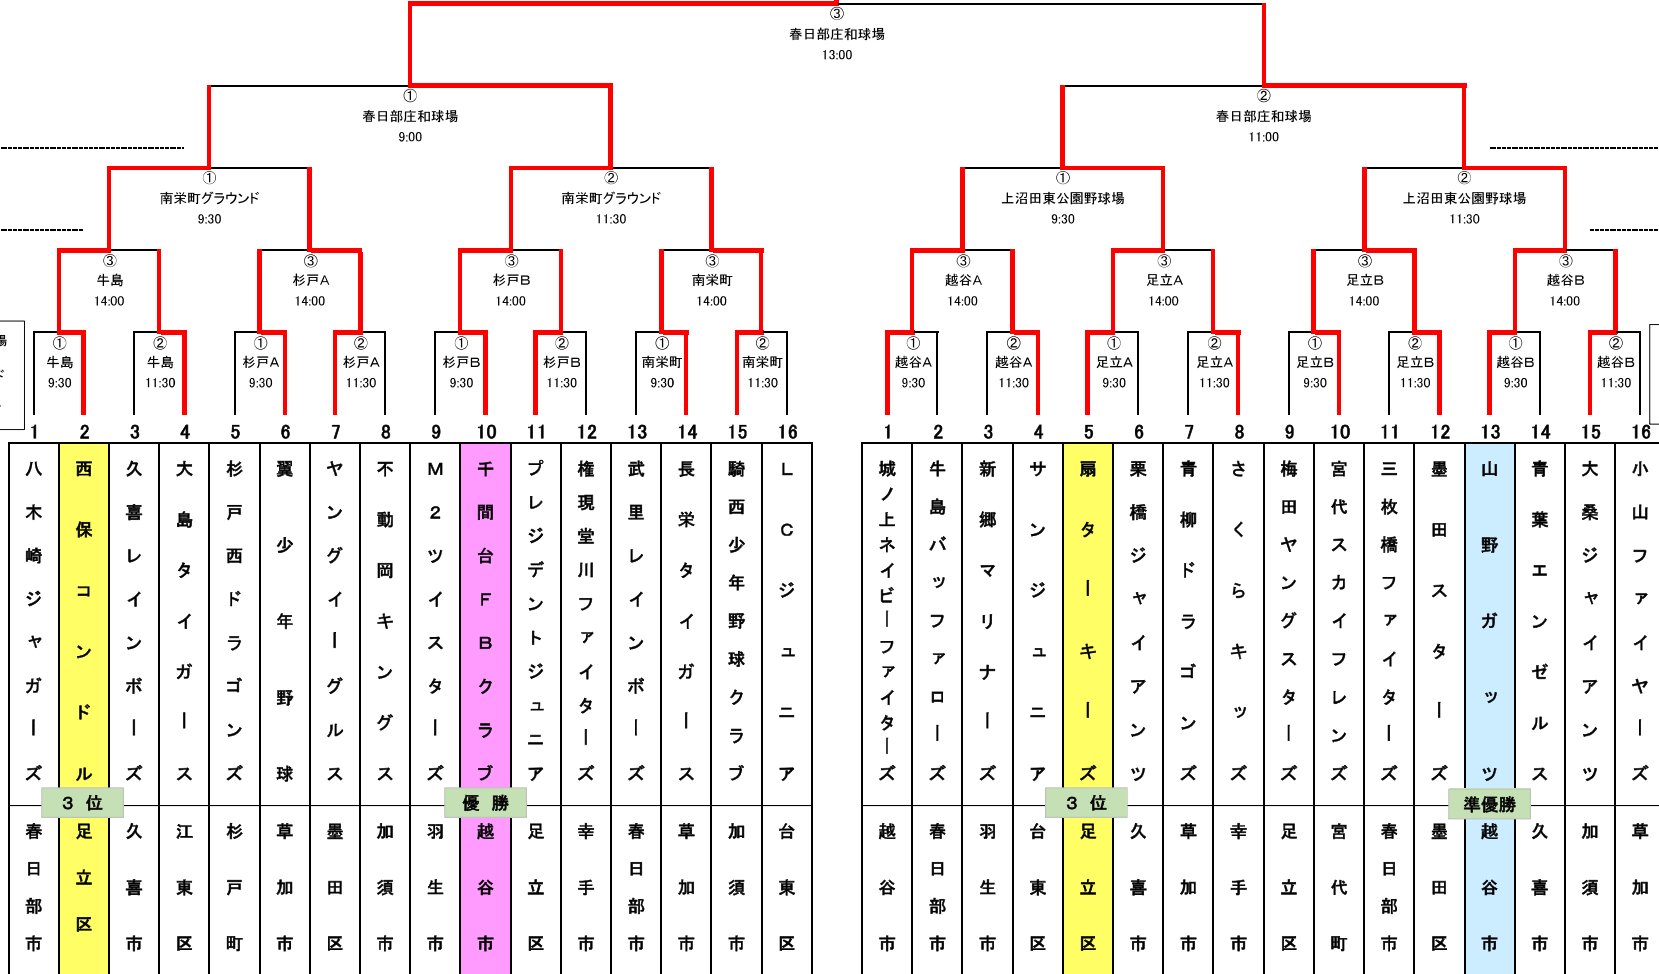 ③
春日部庄和球場
13:00
① ②
春日部庄和球場 春日部庄和球場
9:00 11:00
① ② ① ②
南栄町グラウンド 南栄町グラウンド 上沼田東公園野球場 上沼田東公園野球場
9:30 11:30 9:30 11:30
③ ③ ③ ③ ③ ③ ③ ③
牛島 杉戸A 杉戸B 南栄町 越谷A 足立A 足立B 越谷B
14:00 14:00 14:00 14:00 14:00 14:00 14:00 14:00
場
① ② ① ② ① ② ① ② ① ② ① ② ① ② ① ②
牛島 牛島 杉戸A 杉戸A 杉戸B 杉戸B 南栄町 南栄町 越谷A 越谷A 足立A 足立A 足立B 足立B 越谷B 越谷B
ド
9:30 11:30 9:30 11:30 9:30 11:30 9:30 11:30 9:30 11:30 9:30 11:30 9:30 11:30 9:30 11:30
1 2 3 4 5 6 7 8 9 10 11 12 13 14 15 16 1 2 3 4 5 6 7 8 9 10 11 12 13 14 15 16
八木崎ジャガーズ
西保コンドル
久喜レインボーズ
大島タイガース
杉戸西ドラゴンズ
翼少年野球
ヤングイーグルス
不動岡キングス
M2ツイスターズ
千間台FBクラブ
プレジデントジュニア
権現堂川ファイターズ
武里レインボーズ
長栄タイガース
騎西少年野球クラブ
LCジュニア
城ノ上ネイビーファイターズ
牛島バッファローズ
新郷マリナーズ
サンジュニア
扇ターキーズ
栗橋ジャイアンツ
青柳ドラゴンズ
さくらキッズ
梅田ヤングスターズ
宮代スカイフレンズ
三枚橋ファイターズ
墨田スターズ
山野ガッツ
青葉エンゼルス
大桑ジャイアンツ
小山ファイヤーズ
3位 優勝 3位 準優勝
春日部市
足立区
久喜市
江東区
杉戸町
草加市
墨田区
加須市
羽生市
越谷市
足立区
幸手市
春日部市
草加市
加須市
台東区
越谷市
春日部市
羽生市
台東区
足立区
久喜市
草加市
幸手市
足立区
宮代町
春日部市
墨田区
越谷市
久喜市
加須市
草加市